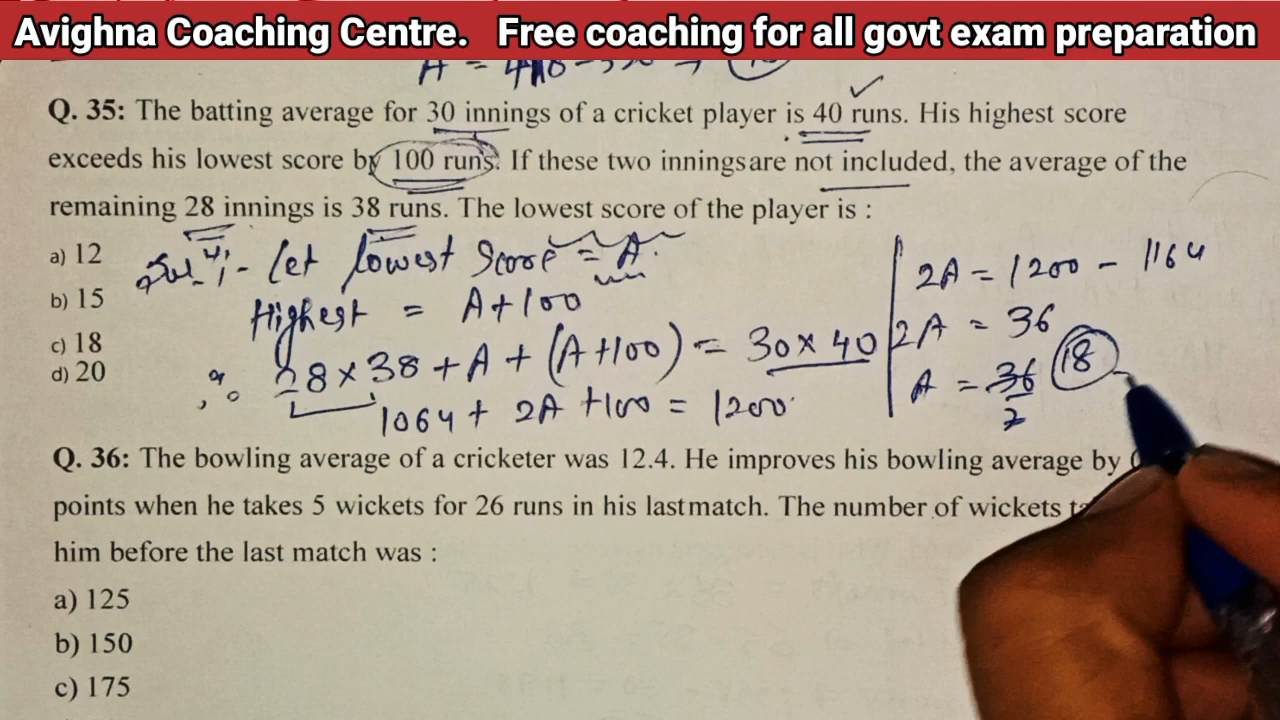 Avighna Coaching Centre. Free coaching for all govt exam preparation
Q. 35: The batting average for 30 innings of a cricket player is 40 runs. His highest score
exceeds his lowest score by 100 runs. If these two innings are not included, the average of the
remaining 28 innings is 38 runs. The lowest score of the player is :
a) 12
b) 15
c) 18
d) 20
Sol:- Let lowest Score = A.
Highest = A+100
∴ 28 × 38 + A + (A+100) = 30 × 40
1064 + 2A + 100 = 1200
2A = 1200 - 1164
2A = 36
A = 36/2 18
Q. 36: The bowling average of a cricketer was 12.4. He improves his bowling average by
points when he takes 5 wickets for 26 runs in his last match. The number of wickets
him before the last match was :
a) 125
b) 150
c) 175